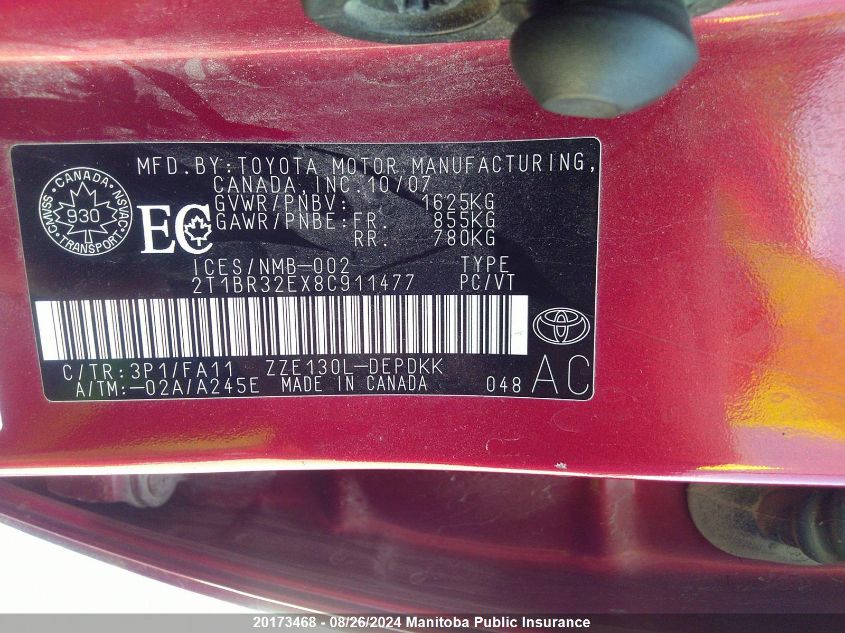 MFD.BY:TOYOTA MOTOR MANUFACTURING,
CANADA, INC. 10/07
GVWR/PNBV: 1625KG
GAWR/PNBE: FR. 855KG
RR. 780KG
CANADA
CMVSS 930 NSVAC
TRANSPORT
EC
ICES/NMB-002 TYPE
2T1BR32EX8C911477 PC/VT
C/TR:3P1/FA11 ZZE130L-DEPDKK
A/TM:-02A/A245E MADE IN CANADA 048 AC
20173468 - 08/26/2024 Manitoba Public Insurance